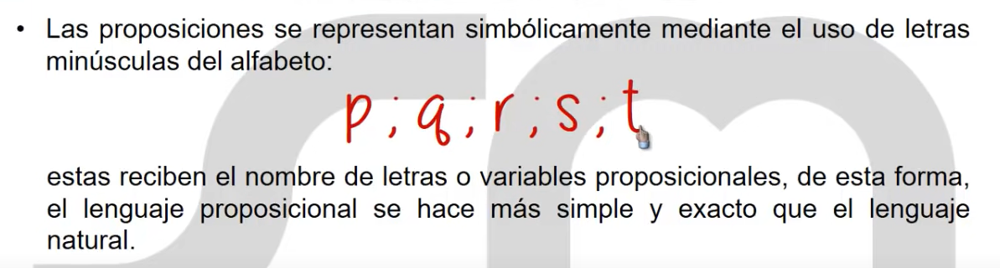 • Las proposiciones se representan simbólicamente mediante el uso de letras
minúsculas del alfabeto:
p ; q ; r ; s ; t
estas reciben el nombre de letras o variables proposicionales, de esta forma,
el lenguaje proposicional se hace más simple y exacto que el lenguaje
natural.